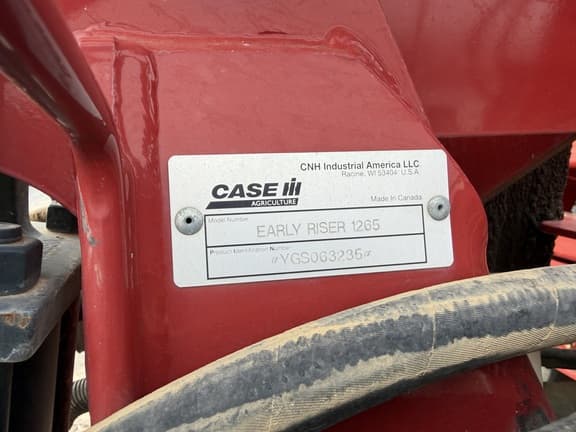 CNH Industrial America LLC
Racine, WI 53404 U.S.A
CASE IH
AGRICULTURE
Made In Canada
Model Number
EARLY RISER 1265
Product Identification Number
YGS063235